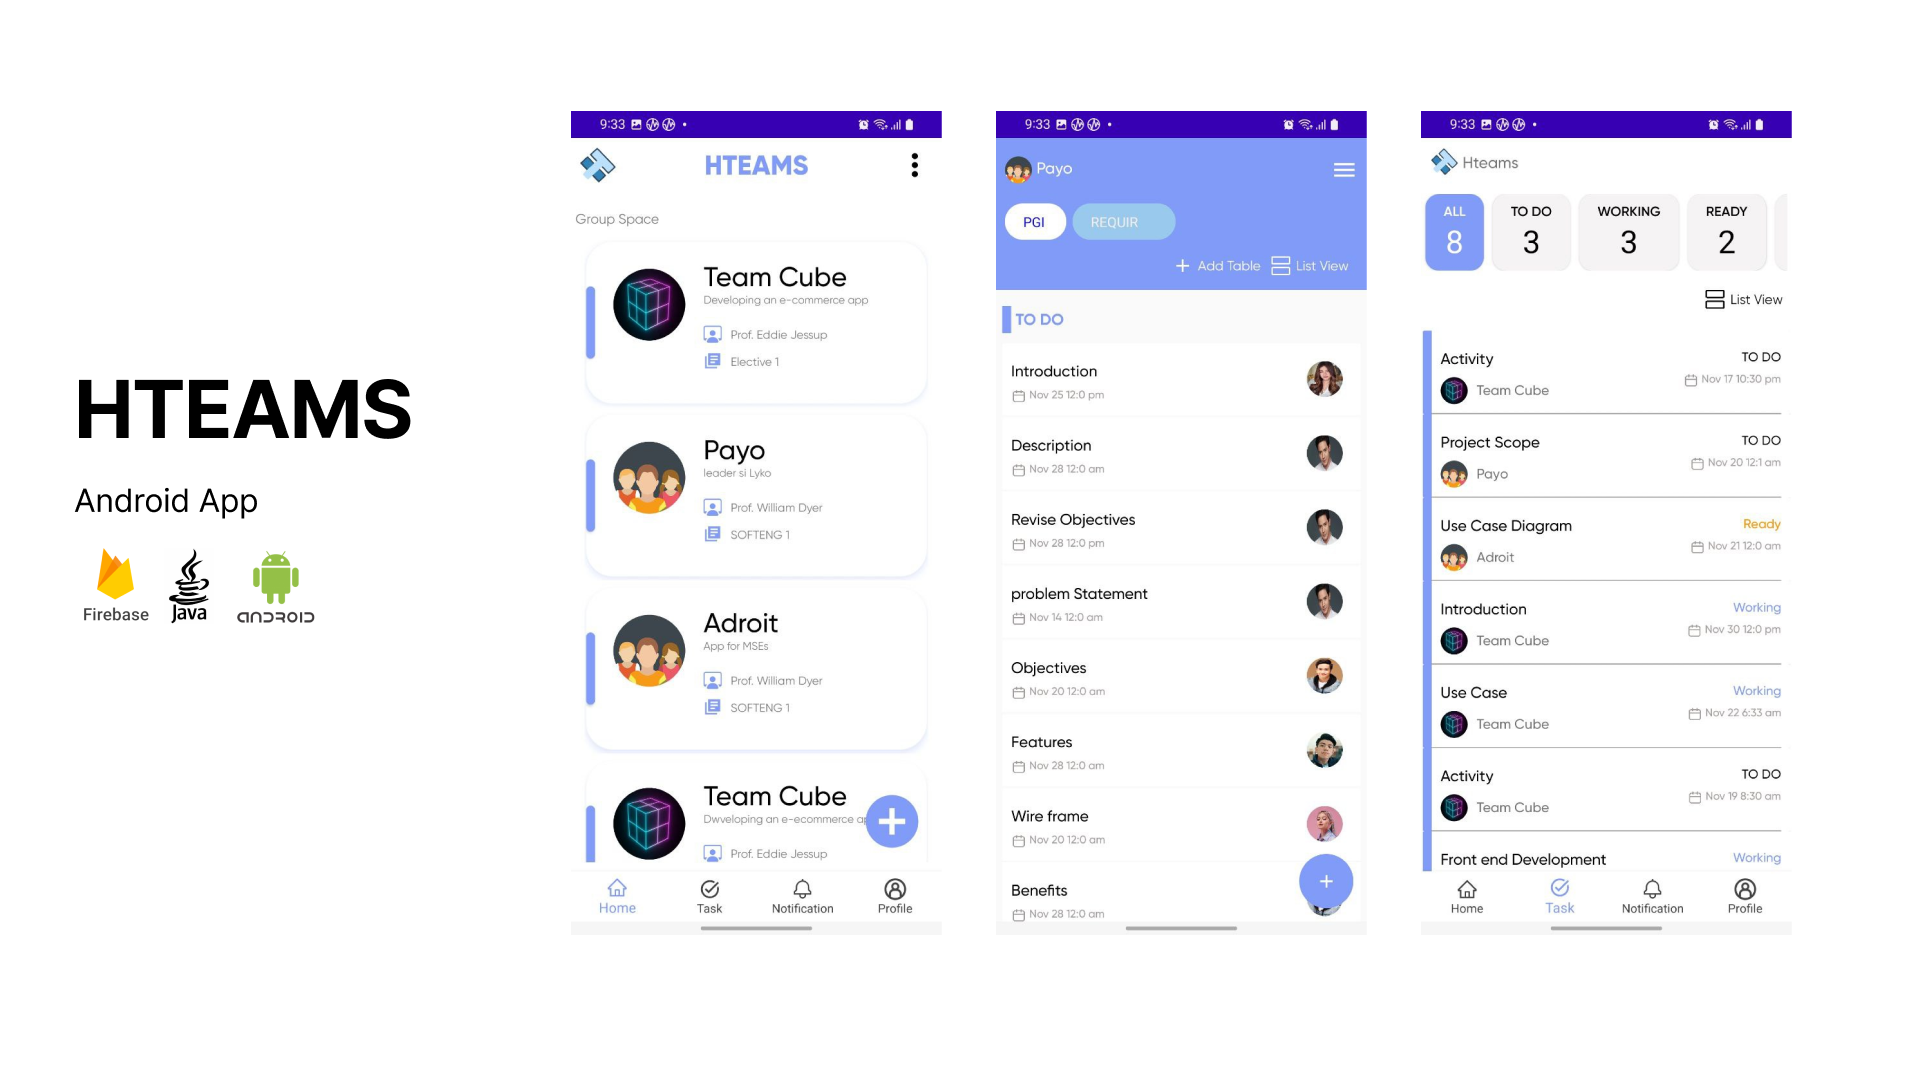 HTEAMS
Android App
Firebase
Java
ANDROID
9:33
HTEAMS
Group Space
Team Cube
Developing an e-commerce app
Prof. Eddie Jessup
Elective 1
Payo
leader si Lyko
Prof. William Dyer
SOFTENG 1
Adroit
App for MSEs
Prof. William Dyer
SOFTENG 1
Team Cube
Dwveloping an e-ecommerce
Prof. Eddie Jessup
Home Task Notification Profile
9:33
Payo
PGI REQUIR
Add Table List View
TO DO
Introduction
Nov 25 12:0 pm
Description
Nov 28 12:0 am
Revise Objectives
Nov 28 12:0 pm
problem Statement
Nov 14 12:0 am
Objectives
Nov 20 12:0 am
Features
Nov 28 12:0 am
Wire frame
Nov 20 12:0 am
Benefits
Nov 28 12:0 am
9:33
Hteams
ALL TO DO WORKING READY
8 3 3 2
List View
Activity TO DO
Team Cube Nov 17 10:30 pm
Project Scope TO DO
Payo Nov 20 12:1 am
Use Case Diagram Ready
Adroit Nov 21 12:0 am
Introduction Working
Team Cube Nov 30 12:0 pm
Use Case Working
Team Cube Nov 22 6:33 am
Activity TO DO
Team Cube Nov 19 8:30 am
Front end Development Working
Home Task Notification Profile